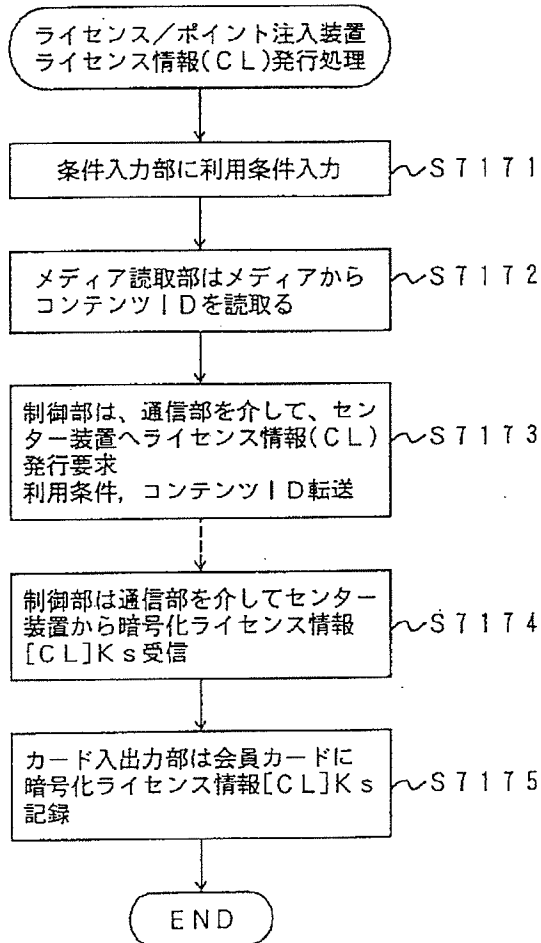 ライセンス／ポイント注入装置
ライセンス情報(ＣＬ)発行処理
条件入力部に利用条件入力
Ｓ７１７１
メディア読取部はメディアから
コンテンツＩＤを読取る
Ｓ７１７２
制御部は、通信部を介して、セン
ター装置へライセンス情報(ＣＬ)
発行要求
利用条件，コンテンツＩＤ転送
Ｓ７１７３
制御部は通信部を介してセンター
装置から暗号化ライセンス情報
[ＣＬ]Ｋｓ受信
Ｓ７１７４
カード入出力部は会員カードに
暗号化ライセンス情報[ＣＬ]Ｋｓ
記録
Ｓ７１７５
ＥＮＤ